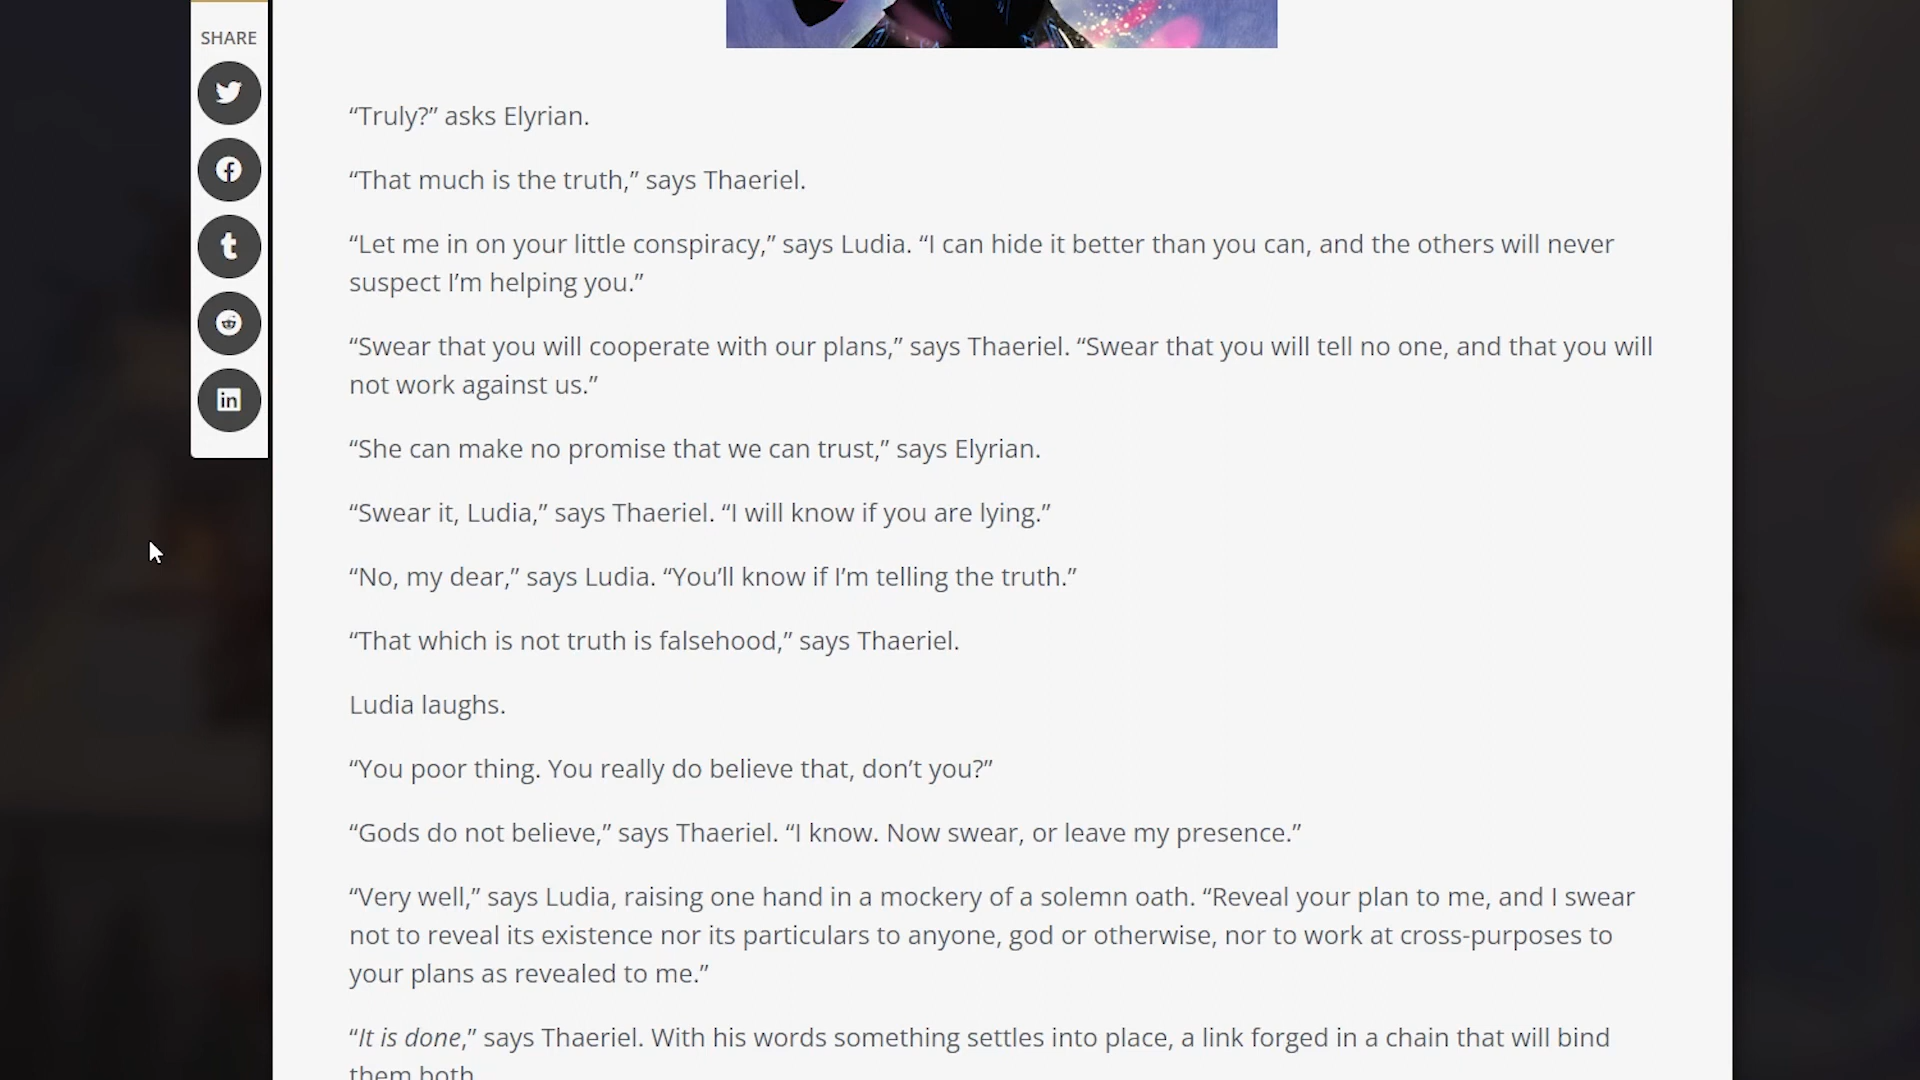 SHARE
“Truly?” asks Elyrian.
“That much is the truth,” says Thaeriel.
“Let me in on your little conspiracy,” says Ludia. “I can hide it better than you can, and the others will never
suspect I’m helping you.”
“Swear that you will cooperate with our plans,” says Thaeriel. “Swear that you will tell no one, and that you will
not work against us.”
“She can make no promise that we can trust,” says Elyrian.
“Swear it, Ludia,” says Thaeriel. “I will know if you are lying.”
“No, my dear,” says Ludia. “You’ll know if I’m telling the truth.”
“That which is not truth is falsehood,” says Thaeriel.
Ludia laughs.
“You poor thing. You really do believe that, don’t you?”
“Gods do not believe,” says Thaeriel. “I know. Now swear, or leave my presence.”
“Very well,” says Ludia, raising one hand in a mockery of a solemn oath. “Reveal your plan to me, and I swear
not to reveal its existence nor its particulars to anyone, god or otherwise, nor to work at cross-purposes to
your plans as revealed to me.”
“It is done,” says Thaeriel. With his words something settles into place, a link forged in a chain that will bind
them both